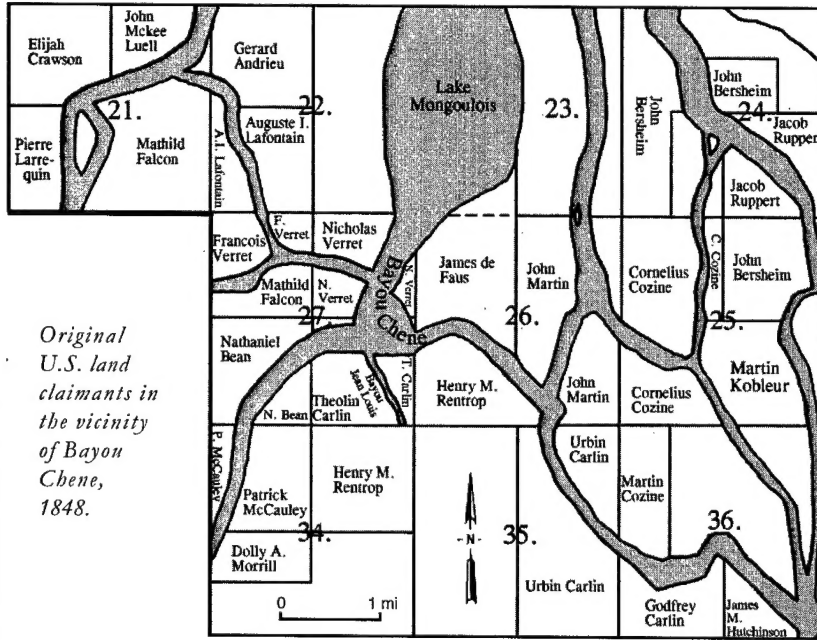 Elijah
Crawson
John
Mckee
Luell
Gerard
Andrieu
21.
22.
Pierre
Larre-
quin
Mathild
Falcon
A.I. Lafontain
Auguste I.
Lafontain
Lake
Mongoulois
23.
John
Bersheim
John
Bersheim
24.
Jacob
Ruppert
Jacob
Ruppert
Francois
Verret
F.
Verret
Nicholas
Verret
Mathild
Falcon
N.
Verret
27.
Bayou Chene
N. Verret
James de
Faus
26.
John
Martin
Cornelius
Cozine
C. Cozine
John
Bersheim
25.
Nathaniel
Bean
N. Bean
Theolin
Carlin
Bayou
Jean Louis
T. Carlin
Henry M.
Rentrop
John
Martin
Cornelius
Cozine
Martin
Kobleur
Original
U.S. land
claimants in
the vicinity
of Bayou
Chene,
1848.
P. McCauley
Patrick
McCauley
Henry M.
Rentrop
34.
Dolly A.
Morrill
0 1 mi
N
35.
Urbin
Carlin
Martin
Cozine
36.
Urbin Carlin
Godfrey
Carlin
James
M.
Hutchinson